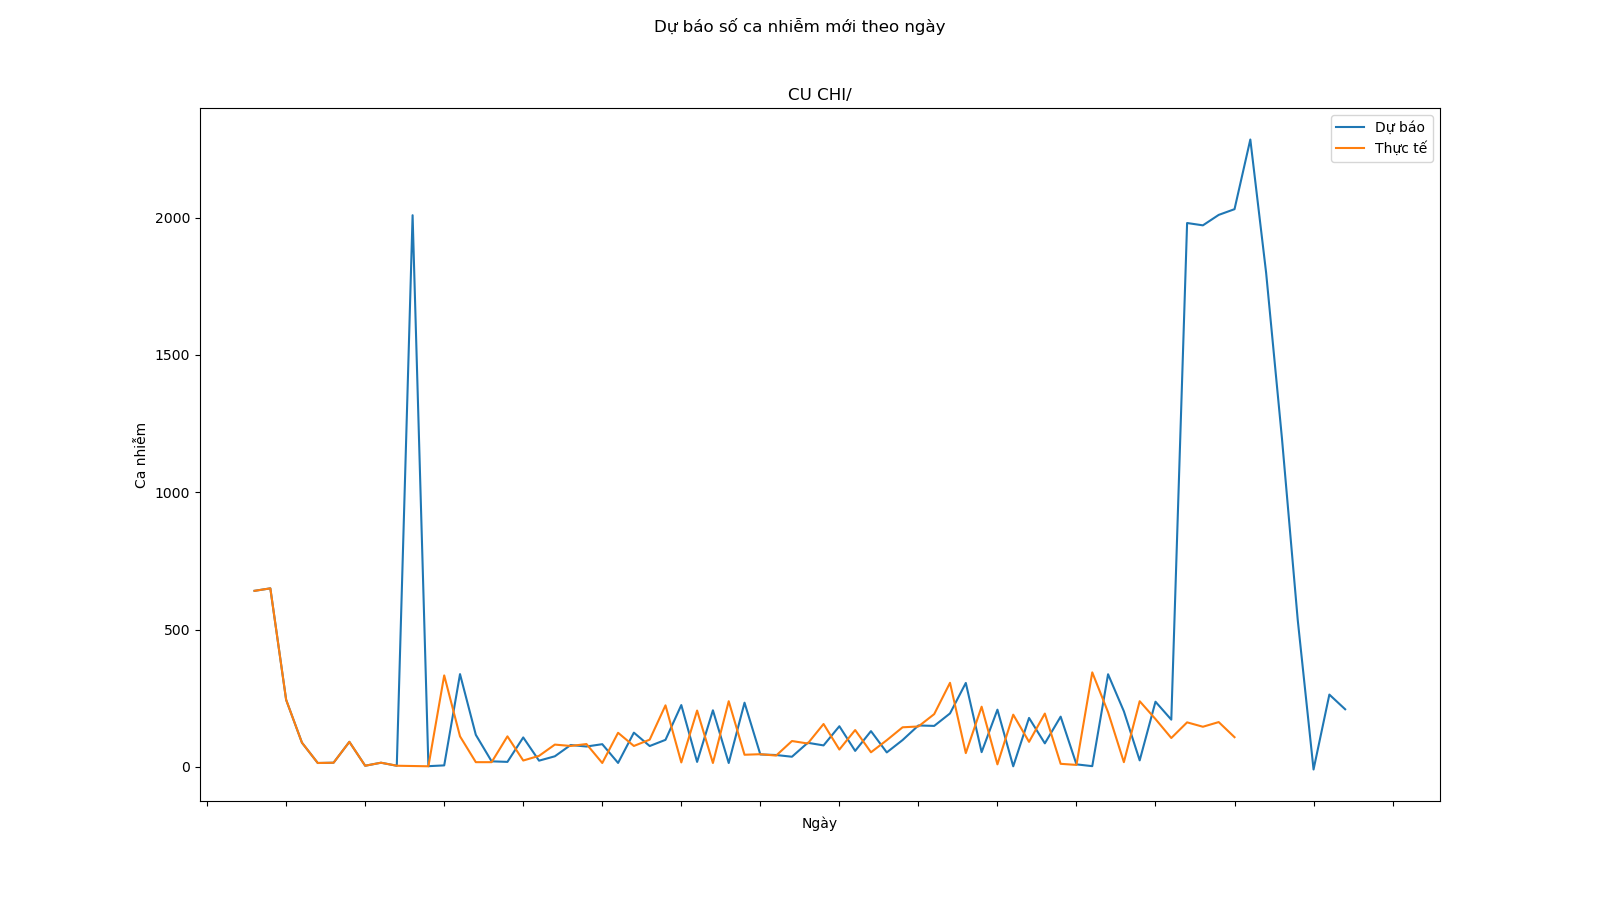 Dự báo số ca nhiễm mới theo ngày
CU CHI/
Dự báo
Thực tế
2000
1500
1000
500
0
Ca nhiễm
Ngày